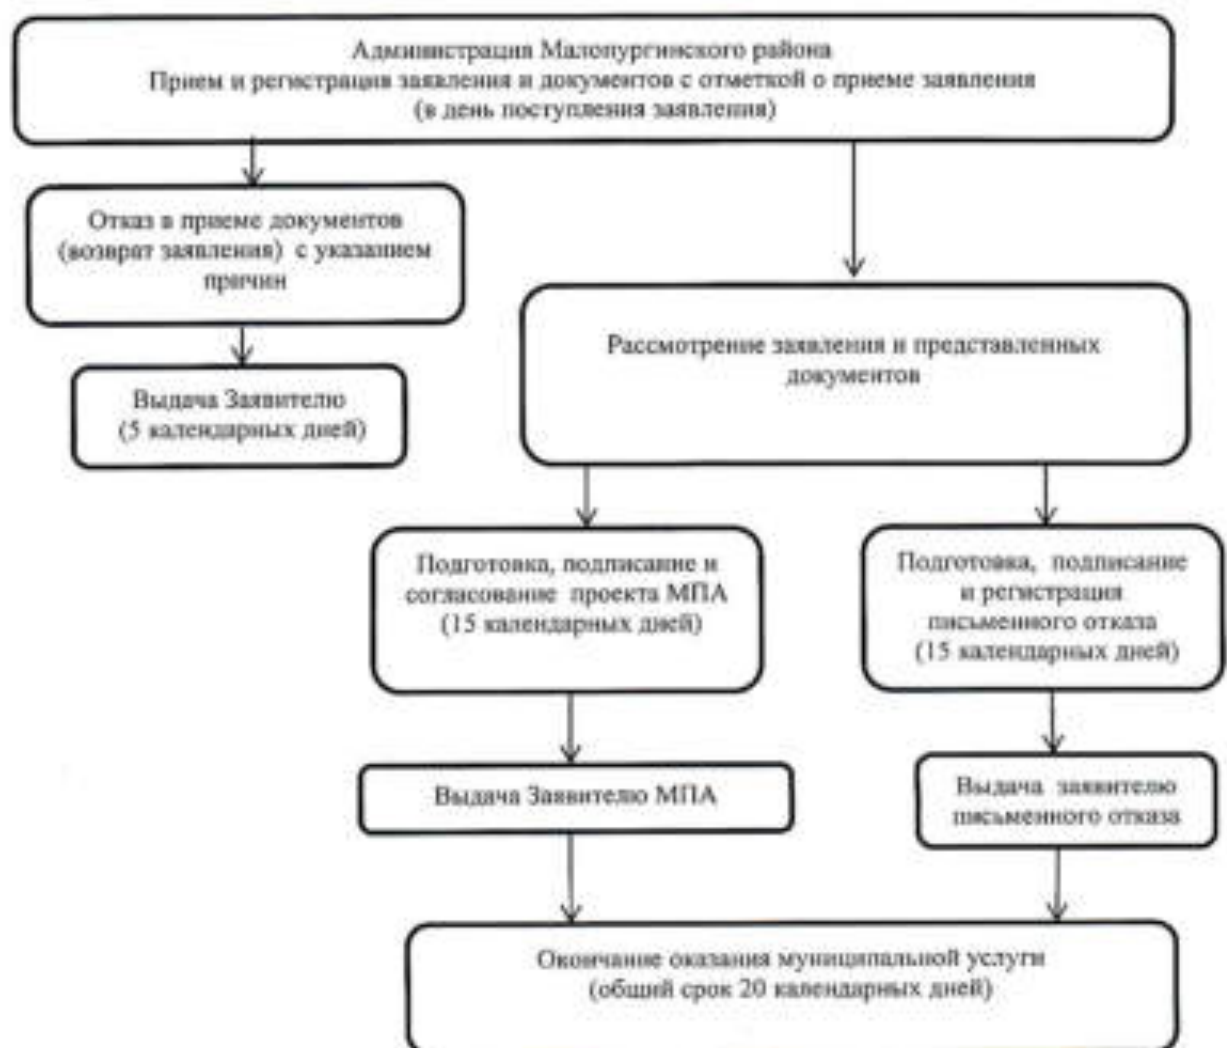 Администрация Малопургинского района
Прием и регистрация заявления и документов с отметкой о приеме заявления
(в день поступления заявления)
Отказ в приеме документов
(возврат заявления) с указанием
причин
Выдача Заявителю
(5 календарных дней)
Рассмотрение заявления и представленных
документов
Подготовка, подписание и
согласование проекта МПА
(15 календарных дней)
Подготовка, подписание
и регистрация
письменного отказа
(15 календарных дней)
Выдача Заявителю МПА
Выдача заявителю
письменного отказа
Окончание оказания муниципальной услуги
(общий срок 20 календарных дней)